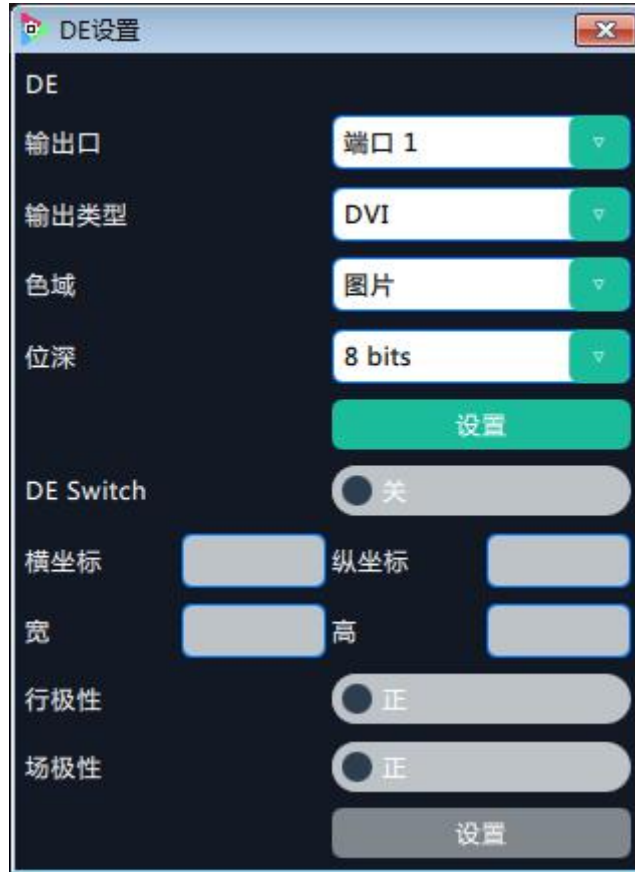 DE设置
DE
输出口 端口 1
输出类型 DVI
色域 图片
位深 8 bits
设置
DE Switch 关
横坐标 纵坐标
宽 高
行极性 正
场极性 正
设置